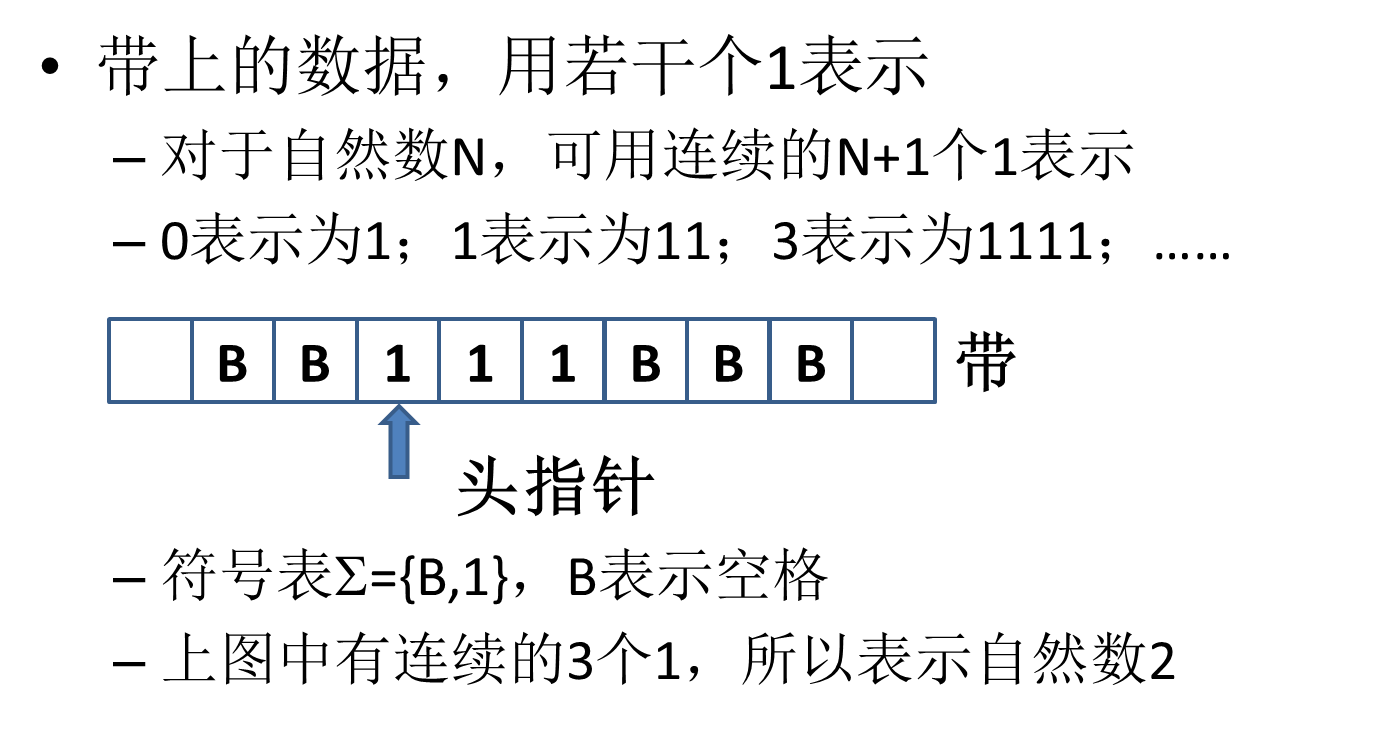 • 带上的数据，用若干个1表示
– 对于自然数N，可用连续的N+1个1表示
– 0表示为1；1表示为11；3表示为1111；……
B B 1 1 1 B B B 带
头指针
– 符号表Σ={B,1}，B表示空格
– 上图中有连续的3个1，所以表示自然数2